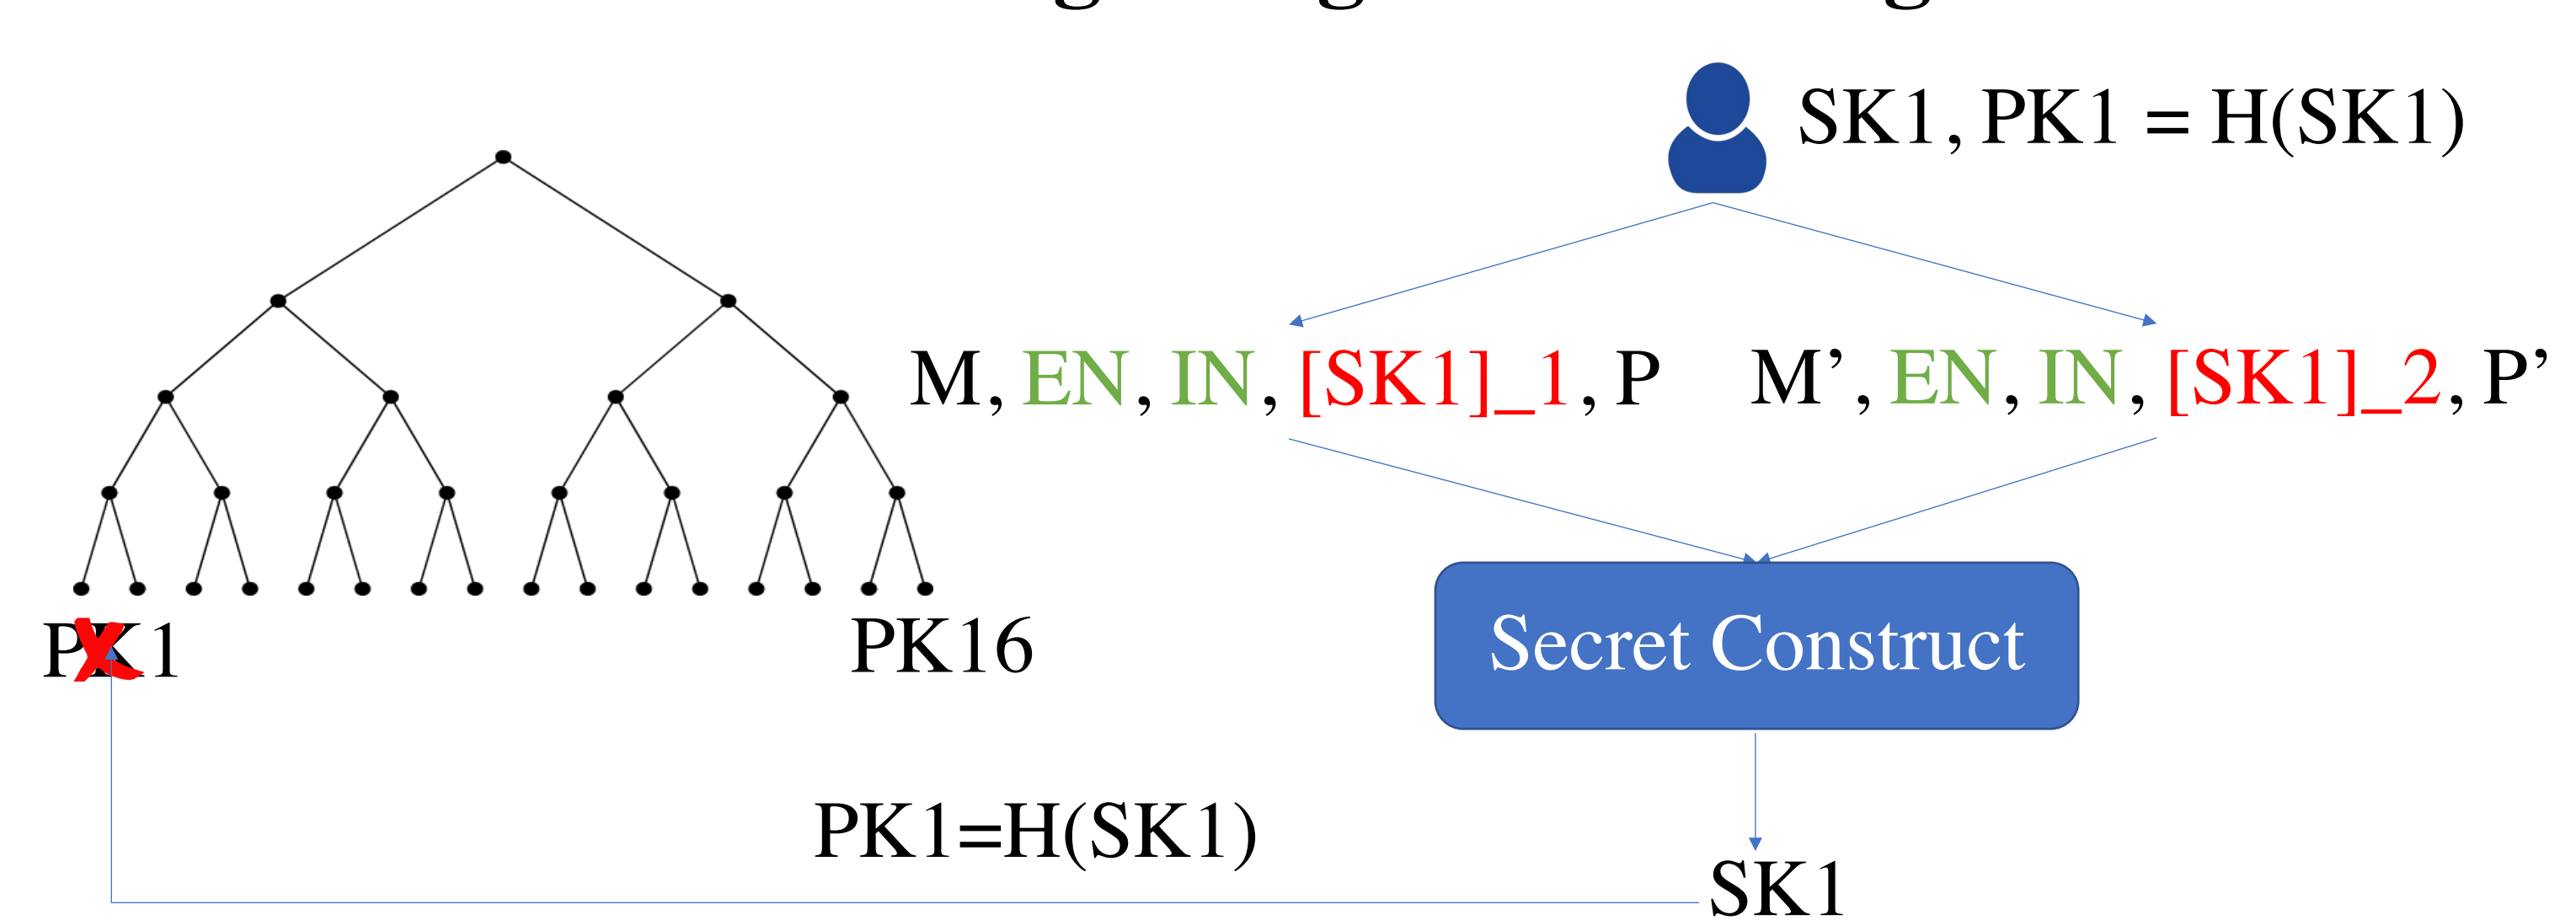 SK1, PK1 = H(SK1)
M, EN, IN, [SK1]_1, P
M’, EN, IN, [SK1]_2, P’
PK1
PK16
Secret Construct
PK1=H(SK1)
SK1